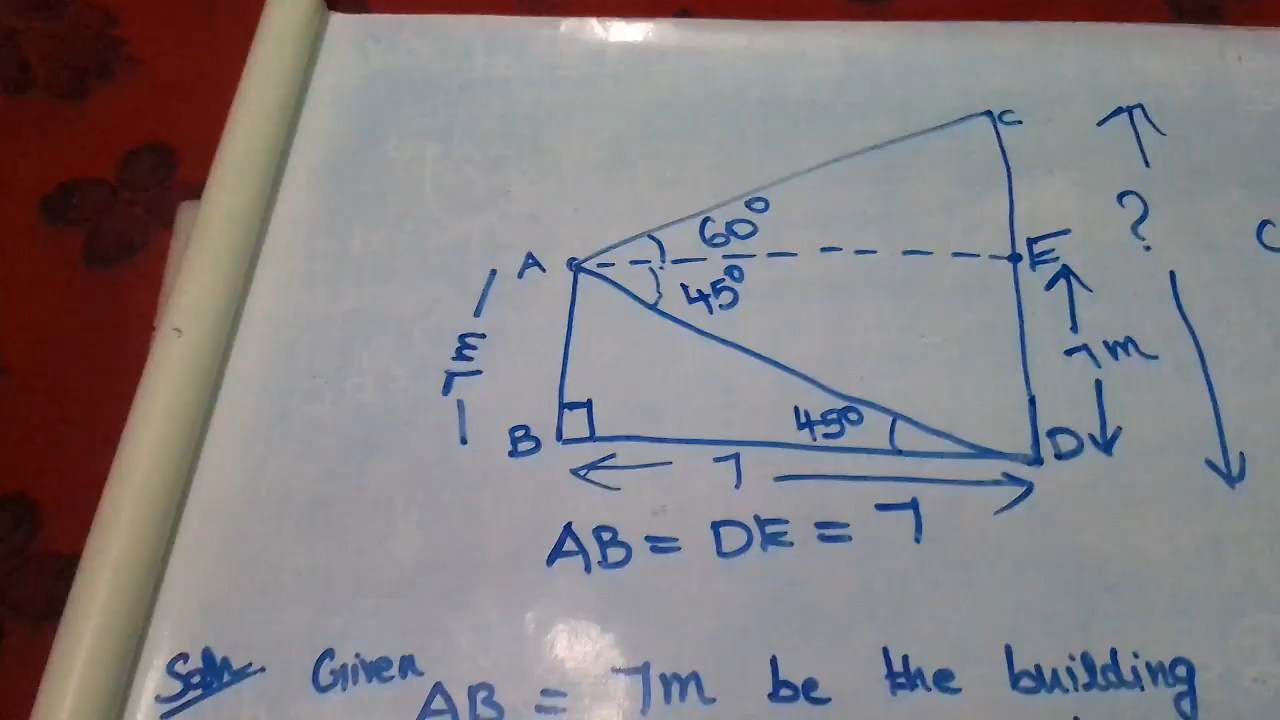 C
60°
?
C
A
E
45°
7m
7m
45°
B
D
7
AB = DE = 7
Soln Given
AB = 7m be the building